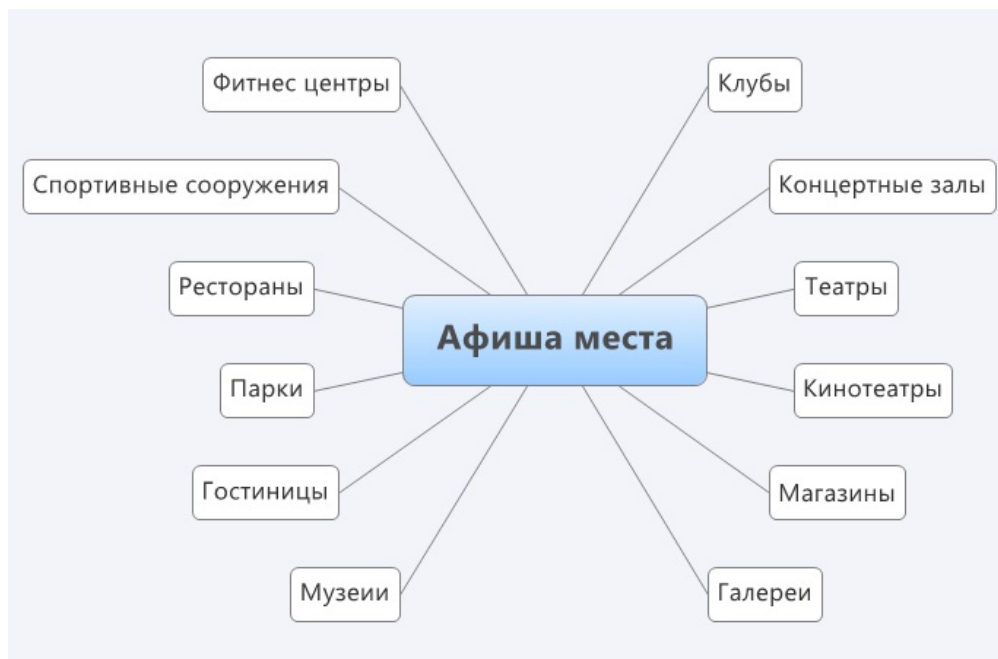 Фитнес центры
Клубы
Спортивные сооружения
Концертные залы
Рестораны
Театры
Афиша места
Парки
Кинотеатры
Гостиницы
Магазины
Музеии
Галереи